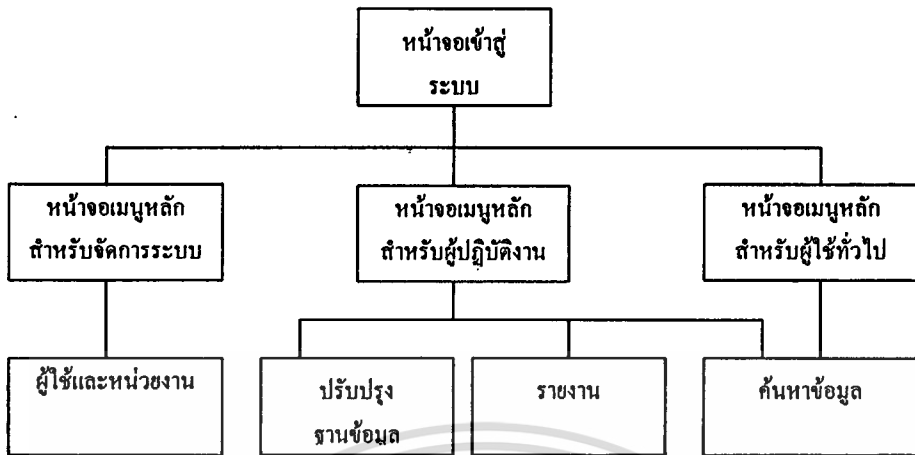 หน้าจอเข้าสู่
ระบบ
หน้าจอเมนูหลัก
สำหรับจัดการระบบ
หน้าจอเมนูหลัก
สำหรับผู้ปฏิบัติงาน
หน้าจอเมนูหลัก
สำหรับผู้ใช้ทั่วไป
ผู้ใช้และหน่วยงาน
ปรับปรุง
ฐานข้อมูล
รายงาน
ค้นหาข้อมูล